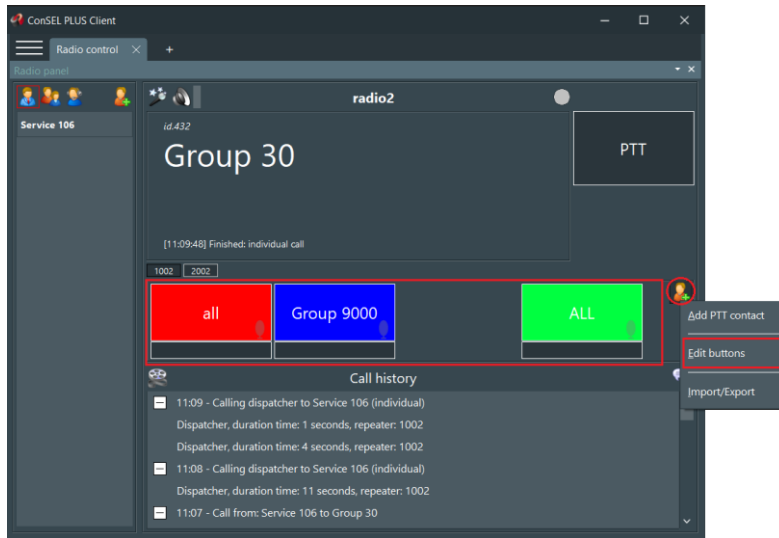 ConSEL PLUS Client
Radio control
Radio panel
radio2
Service 106
id.432
Group 30
PTT
[11:09:48] Finished: individual call
1002 2002
all Group 9000 ALL
Add PTT contact
Edit buttons
Import/Export
Call history
11:09 - Calling dispatcher to Service 106 (individual)
Dispatcher, duration time: 1 seconds, repeater: 1002
Dispatcher, duration time: 4 seconds, repeater: 1002
11:08 - Calling dispatcher to Service 106 (individual)
Dispatcher, duration time: 11 seconds, repeater: 1002
11:07 - Call from: Service 106 to Group 30